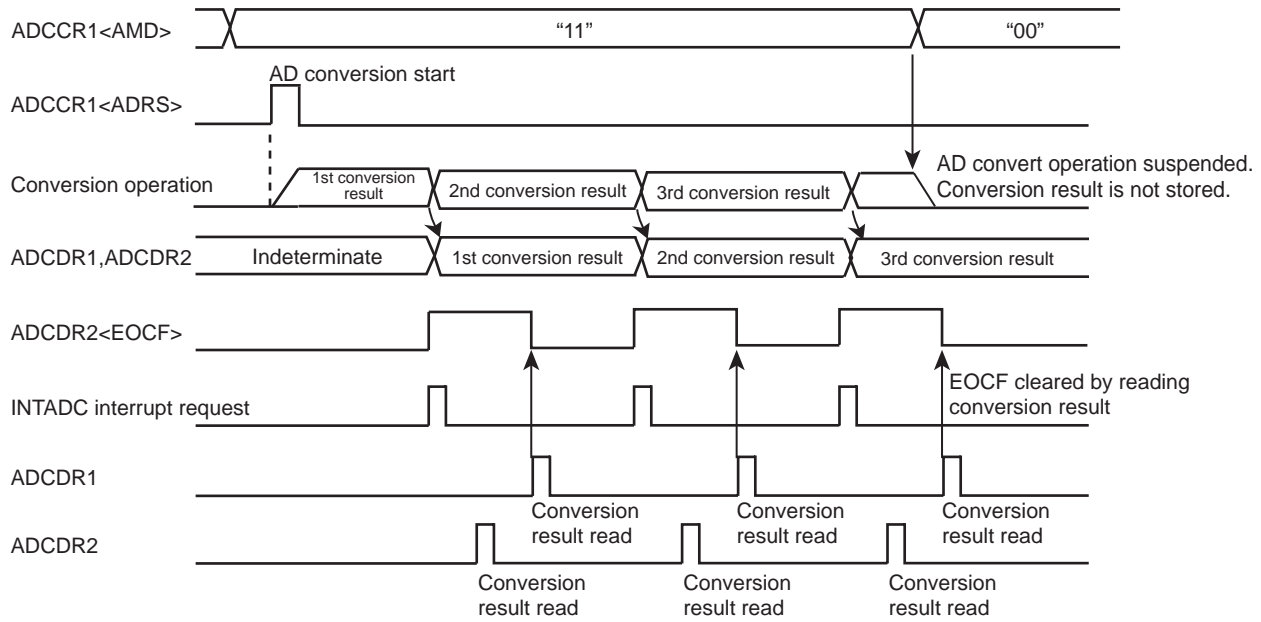 ADCCR1<AMD>
“11”
“00”
AD conversion start
ADCCR1<ADRS>
Conversion operation
1st conversion
result
2nd conversion result
3rd conversion result
AD convert operation suspended.
Conversion result is not stored.
ADCDR1,ADCDR2
Indeterminate
1st conversion result
2nd conversion result
3rd conversion result
ADCDR2<EOCF>
EOCF cleared by reading
conversion result
INTADC interrupt request
ADCDR1
Conversion
result read
Conversion
result read
Conversion
result read
ADCDR2
Conversion
result read
Conversion
result read
Conversion
result read